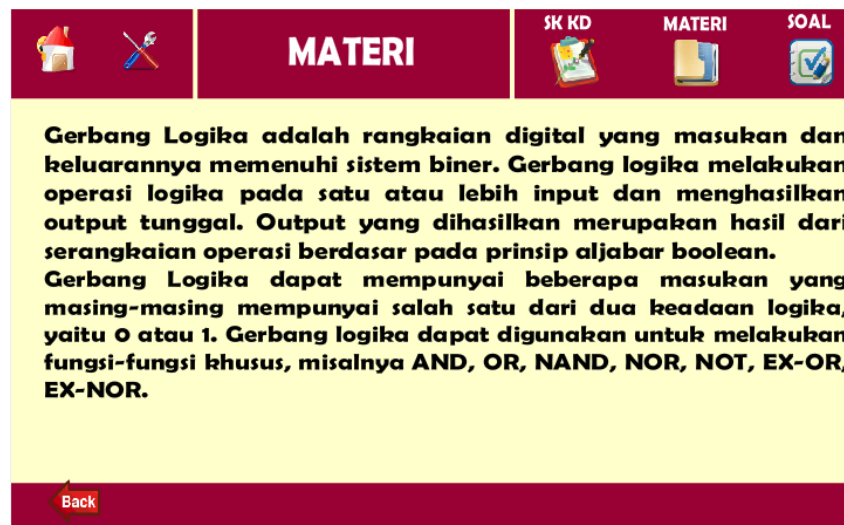 MATERI
SK KD
MATERI
SOAL
Gerbang Logika adalah rangkaian digital yang masukan dan
keluarannya memenuhi sistem biner. Gerbang logika melakukan
operasi logika pada satu atau lebih input dan menghasilkan
output tunggal. Output yang dihasilkan merupakan hasil dari
serangkaian operasi berdasar pada prinsip aljabar boolean.
Gerbang Logika dapat mempunyai beberapa masukan yang
masing-masing mempunyai salah satu dari dua keadaan logika,
yaitu 0 atau 1. Gerbang logika dapat digunakan untuk melakukan
fungsi-fungsi khusus, misalnya AND, OR, NAND, NOR, NOT, EX-OR,
EX-NOR.
Back